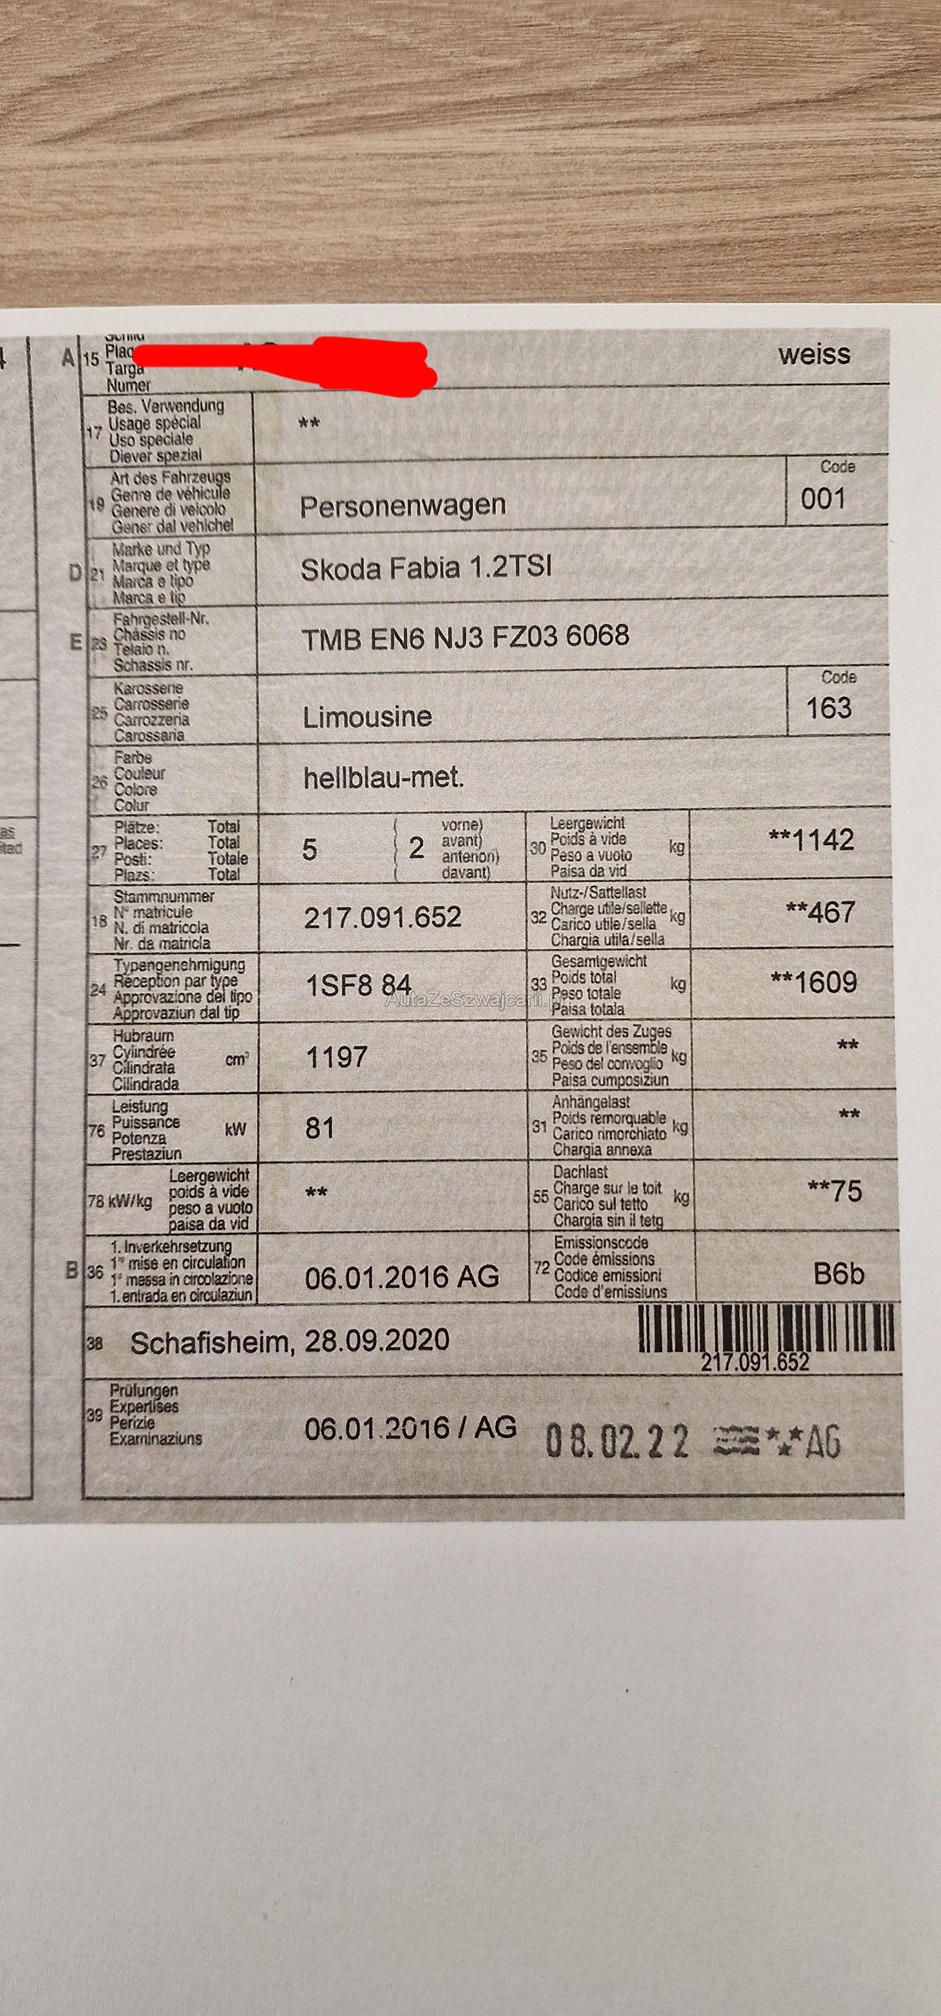 A 15 Plaq weiss
Targa
Numer
17 Bes. Verwendung **
Usage spécial
Uso speciale
Diever spezial
19 Art des Fahrzeugs Personenwagen Code 001
Genre de véhicule
Genere di veicolo
Gener dal vehichel
D 21 Marke und Typ Skoda Fabia 1.2TSI
Marque et type
Marca e tipo
Marca e tip
E 23 Fahrgestell-Nr. TMB EN6 NJ3 FZ03 6068
Châssis no
Telaio n.
Schassis nr.
25 Karosserie Limousine Code 163
Carrosserie
Carrozzeria
Carossaria
26 Farbe hellblau-met.
Couleur
Colore
Colur
27 Plätze: Total 5 ( 2 vorne)
Places: Total ( avant)
Posti: Totale ( anteriori)
Plazs: Total ( davant)
30 Leergewicht kg **1142
Poids à vide
Peso a vuoto
Paisa da vid
18 Stammnummer 217.091.652
N° matricule
N. di matricola
Nr. da matricla
32 Nutz-/Sattellast kg **467
Charge utile/sellette
Carico utile/sella
Chargia utila/sella
24 Typengenehmigung 1SF8 84
Réception par type
Approvazione del tipo
Approvaziun dal tip
33 Gesamtgewicht kg **1609
Poids total
Peso totale
Paisa totala
AutaZeSzwajcarii.
37 Hubraum cm³ 1197
Cylindrée
Cilindrata
Cilindrada
35 Gewicht des Zuges kg **
Poids de l'ensemble
Peso del convoglio
Paisa cumposiziun
76 Leistung kW 81
Puissance
Potenza
Prestaziun
31 Anhängelast kg **
Poids remorquable
Carico rimorchiato
Chargia annexa
78 kW/kg Leergewicht **
poids à vide
peso a vuoto
paisa da vid
55 Dachlast kg **75
Charge sur le toit
Carico sul tetto
Chargia sin il tetg
B 36 1. Inverkehrsetzung 06.01.2016 AG
1re mise en circulation
1a messa in circolazione
1. entrada en circulaziun
72 Emissionscode B6b
Code émissions
Codice emissioni
Code d'emissiuns
38 Schafisheim, 28.09.2020
217.091.652
39 Prüfungen 06.01.2016 / AG 08.02.22 AG
Expertises
Perizie
Examinaziuns